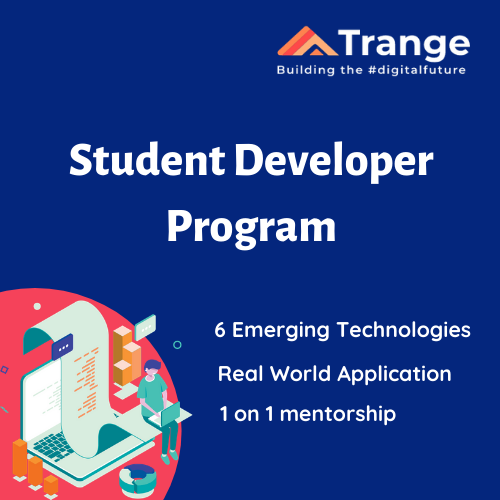 Trange
Building the #digitalfuture
Student Developer
Program
6 Emerging Technologies
Real World Application
1 on 1 mentorship